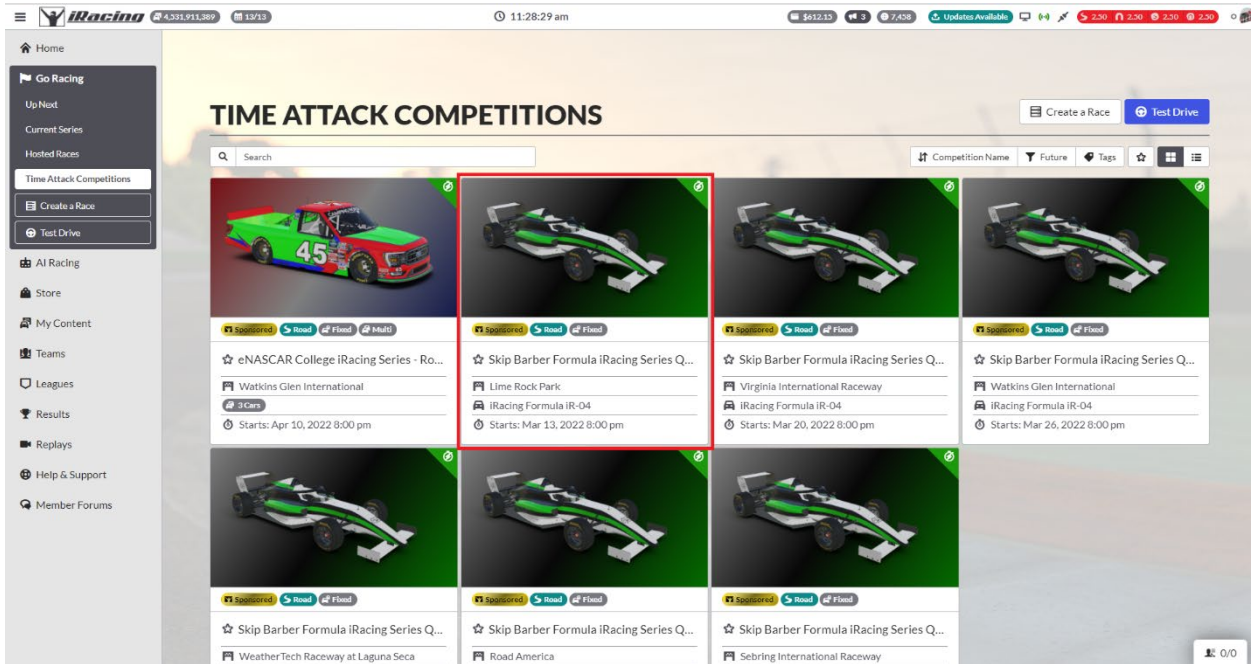 iRacing 4,531,911,389 13/13 11:28:29 am $612.15 3 7,458 Updates Available 2.50 2.50 2.50 2.50
Home
Go Racing
Up Next
Current Series
Hosted Races
Time Attack Competitions
Create a Race
Test Drive
AI Racing
Store
My Content
Teams
Leagues
Results
Replays
Help & Support
Member Forums
TIME ATTACK COMPETITIONS
Create a Race Test Drive
Search Competition Name Future Tags
45
Sponsored Road Fixed Multi
eNASCAR College iRacing Series - Ro...
Watkins Glen International
3 Cars
Starts: Apr 10, 2022 8:00 pm
Sponsored Road Fixed
Skip Barber Formula iRacing Series Q...
Lime Rock Park
iRacing Formula iR-04
Starts: Mar 13, 2022 8:00 pm
Sponsored Road Fixed
Skip Barber Formula iRacing Series Q...
Virginia International Raceway
iRacing Formula iR-04
Starts: Mar 20, 2022 8:00 pm
Sponsored Road Fixed
Skip Barber Formula iRacing Series Q...
Watkins Glen International
iRacing Formula iR-04
Starts: Mar 26, 2022 8:00 pm
Sponsored Road Fixed
Skip Barber Formula iRacing Series Q...
WeatherTech Raceway at Laguna Seca
Sponsored Road Fixed
Skip Barber Formula iRacing Series Q...
Road America
Sponsored Road Fixed
Skip Barber Formula iRacing Series Q...
Sebring International Raceway
0/0